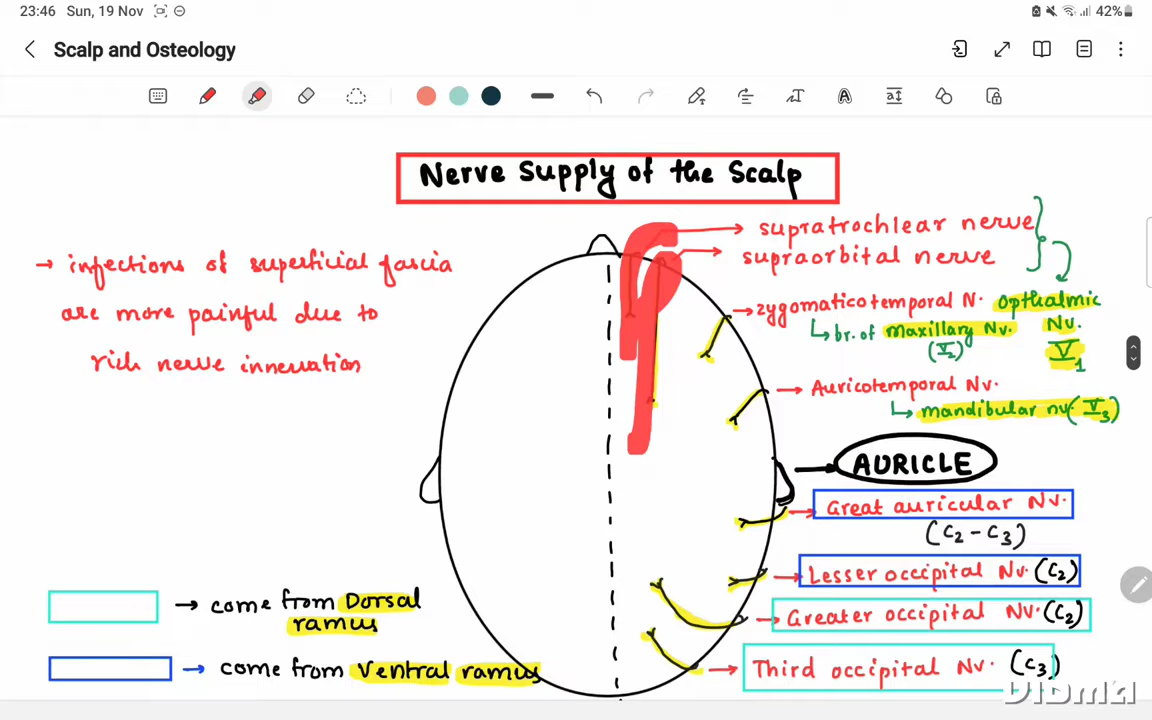 23:46 Sun, 19 Nov
42%
Scalp and Osteology
Nerve Supply of the Scalp
→ infections of superficial fascia
are more painful due to
rich nerve innervation
supratrochlear nerve
supraorbital nerve
opthalmic
Nv.
V1
zygomaticotemporal N.
br. of maxillary Nv.
(V2)
Auricotemporal Nv.
mandibular nv. (V3)
AURICLE
Great auricular Nv.
(C2 - C3)
Lesser occipital Nv. (C2)
Greater occipital Nv. (C2)
Third occipital Nv. (C3)
→ come from Dorsal
ramus
→ come from Ventral ramus